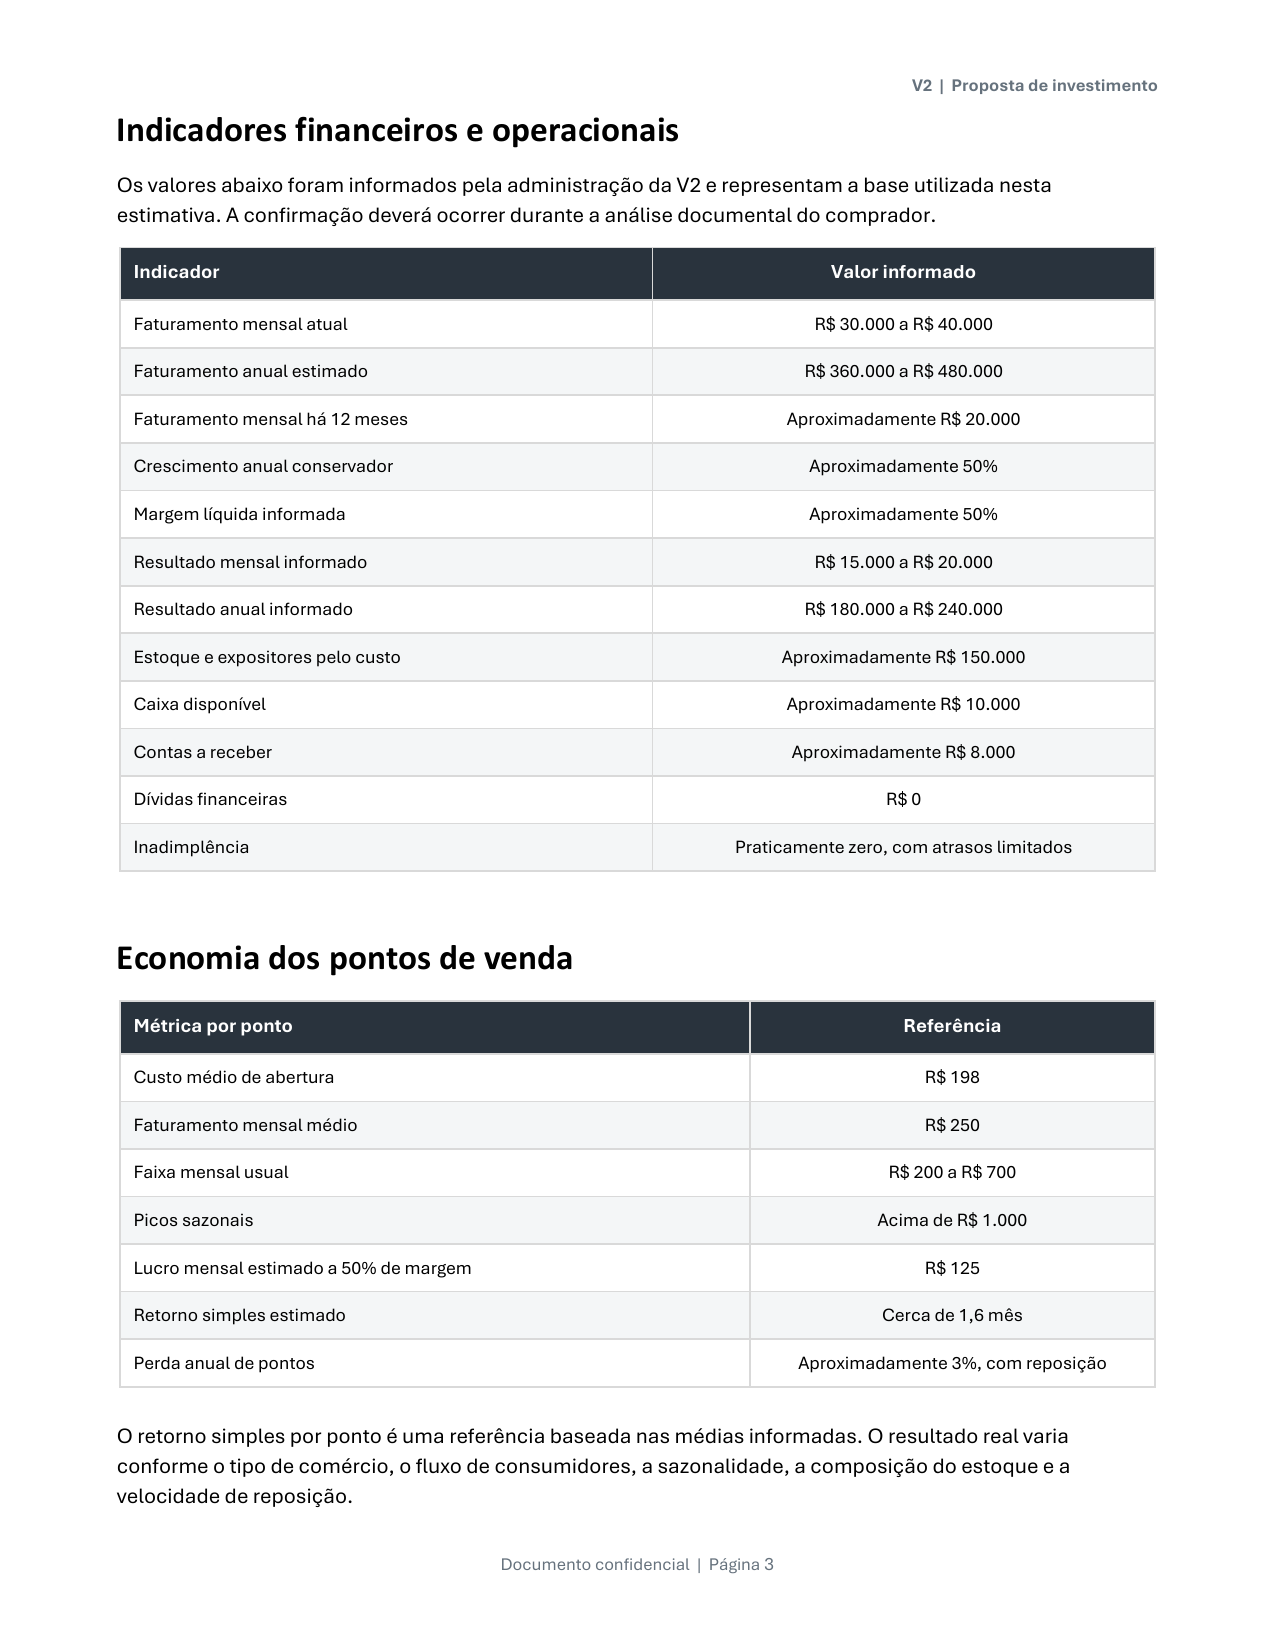 V2 | Proposta de investimento
Indicadores financeiros e operacionais
Os valores abaixo foram informados pela administração da V2 e representam a base utilizada nesta
estimativa. A confirmação deverá ocorrer durante a análise documental do comprador.
Indicador Valor informado
Faturamento mensal atual R$ 30.000 a R$ 40.000
Faturamento anual estimado R$ 360.000 a R$ 480.000
Faturamento mensal há 12 meses Aproximadamente R$ 20.000
Crescimento anual conservador Aproximadamente 50%
Margem líquida informada Aproximadamente 50%
Resultado mensal informado R$ 15.000 a R$ 20.000
Resultado anual informado R$ 180.000 a R$ 240.000
Estoque e expositores pelo custo Aproximadamente R$ 150.000
Caixa disponível Aproximadamente R$ 10.000
Contas a receber Aproximadamente R$ 8.000
Dívidas financeiras R$ 0
Inadimplência Praticamente zero, com atrasos limitados
Economia dos pontos de venda
Métrica por ponto Referência
Custo médio de abertura R$ 198
Faturamento mensal médio R$ 250
Faixa mensal usual R$ 200 a R$ 700
Picos sazonais Acima de R$ 1.000
Lucro mensal estimado a 50% de margem R$ 125
Retorno simples estimado Cerca de 1,6 mês
Perda anual de pontos Aproximadamente 3%, com reposição
O retorno simples por ponto é uma referência baseada nas médias informadas. O resultado real varia
conforme o tipo de comércio, o fluxo de consumidores, a sazonalidade, a composição do estoque e a
velocidade de reposição.
Documento confidencial | Página 3